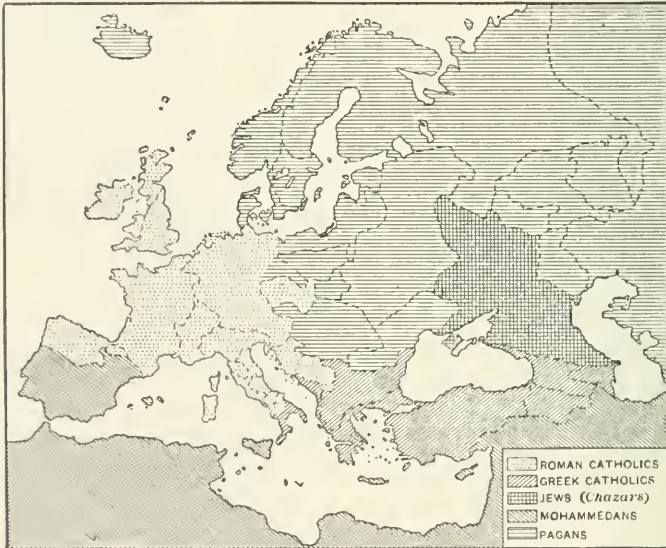 ROMAN CATHOLICS
GREEK CATHOLICS
JEWS (Chazars)
MOHAMMEDANS
PAGANS